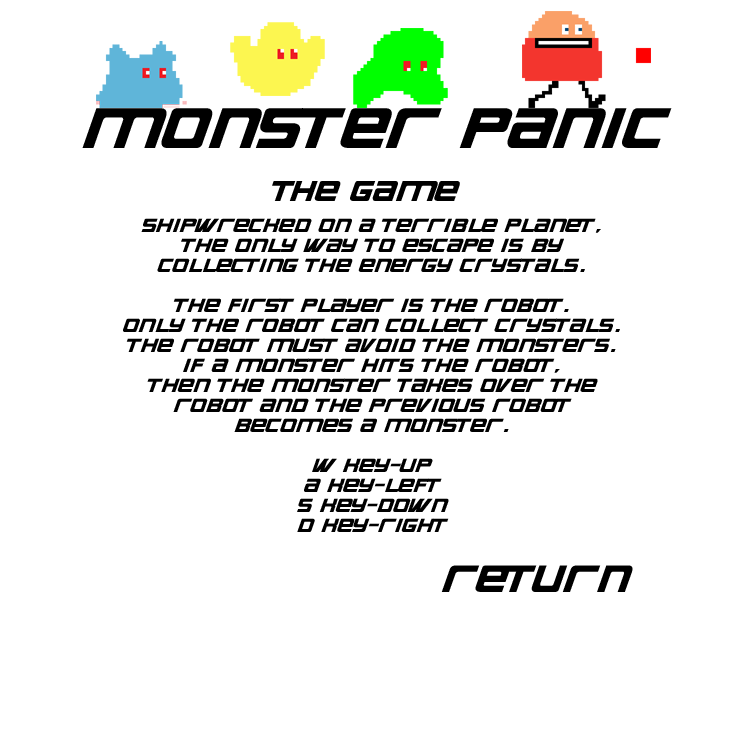 MONSTER PANIC
THE GAME
SHIPWRECKED ON A TERRIBLE PLANET,
THE ONLY WAY TO ESCAPE IS BY
COLLECTING THE ENERGY CRYSTALS.
THE FIRST PLAYER IS THE ROBOT.
ONLY THE ROBOT CAN COLLECT CRYSTALS.
THE ROBOT MUST AVOID THE MONSTERS.
IF A MONSTER HITS THE ROBOT,
THEN THE MONSTER TAKES OVER THE
ROBOT AND THE PREVIOUS ROBOT
BECOMES A MONSTER.
W KEY-UP
A KEY-LEFT
S KEY-DOWN
D KEY-RIGHT
RETURN